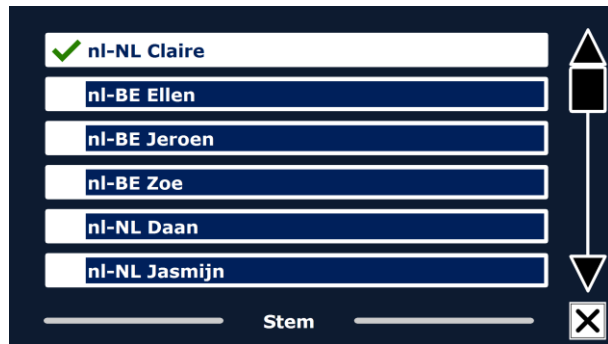 nl-NL Claire
nl-BE Ellen
nl-BE Jeroen
nl-BE Zoe
nl-NL Daan
nl-NL Jasmijn
Stem